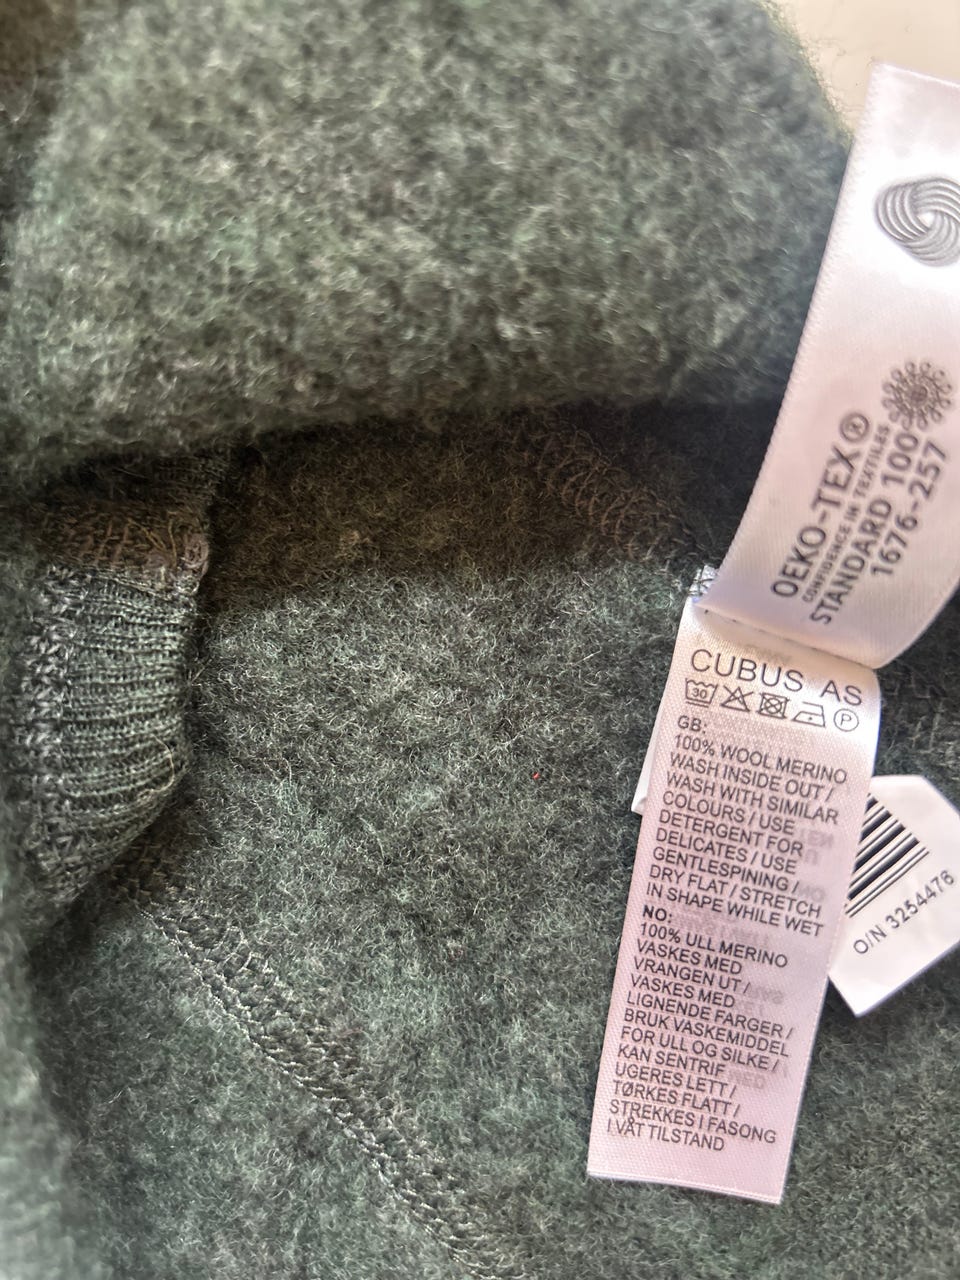 OEKO-TEX®
CONFIDENCE IN TEXTILES
STANDARD 100
1676-257
CUBUS AS
30
P
GB:
100% WOOL MERINO
WASH INSIDE OUT /
WASH WITH SIMILAR
COLOURS / USE
DETERGENT FOR
DELICATES / USE
GENTLESPINING /
DRY FLAT / STRETCH
IN SHAPE WHILE WET
NO:
100% ULL MERINO
VASKES MED
VRANGEN UT /
VASKES MED
LIGNENDE FARGER /
BRUK VASKEMIDDEL
FOR ULL OG SILKE /
KAN SENTRIF
UGERES LETT /
TØRKES FLATT /
STREKKES I FASONG
I VÅT TILSTAND
O/N 3254476